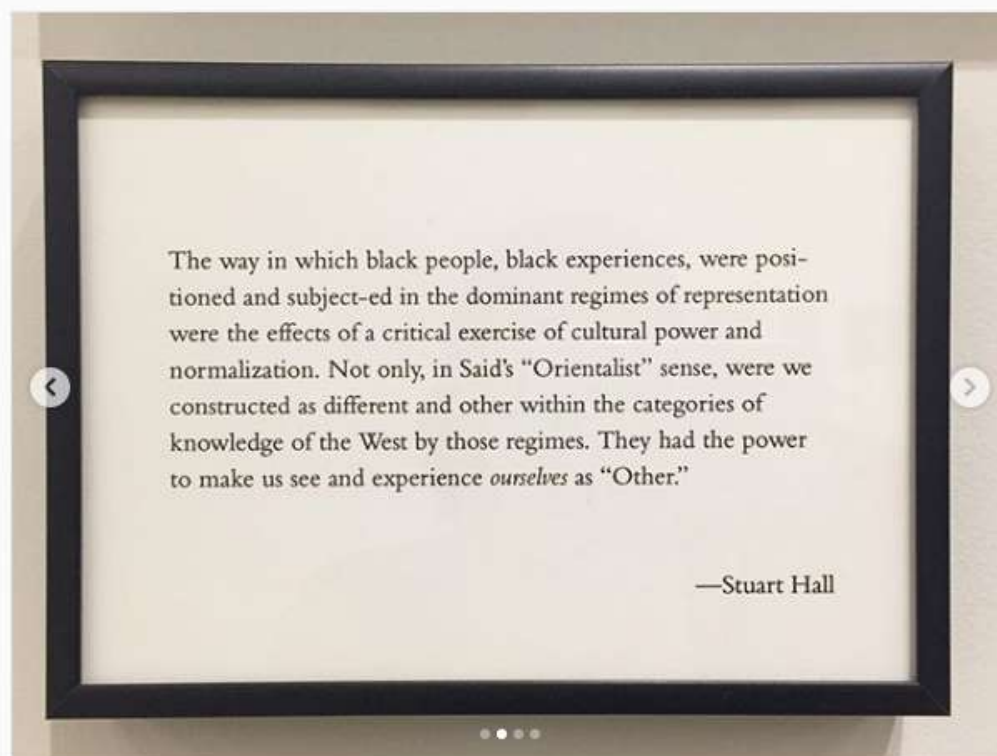 The way in which black people, black experiences, were posi-
tioned and subject-ed in the dominant regimes of representation
were the effects of a critical exercise of cultural power and
normalization. Not only, in Said's “Orientalist” sense, were we
constructed as different and other within the categories of
knowledge of the West by those regimes. They had the power
to make us see and experience ourselves as “Other.”
—Stuart Hall